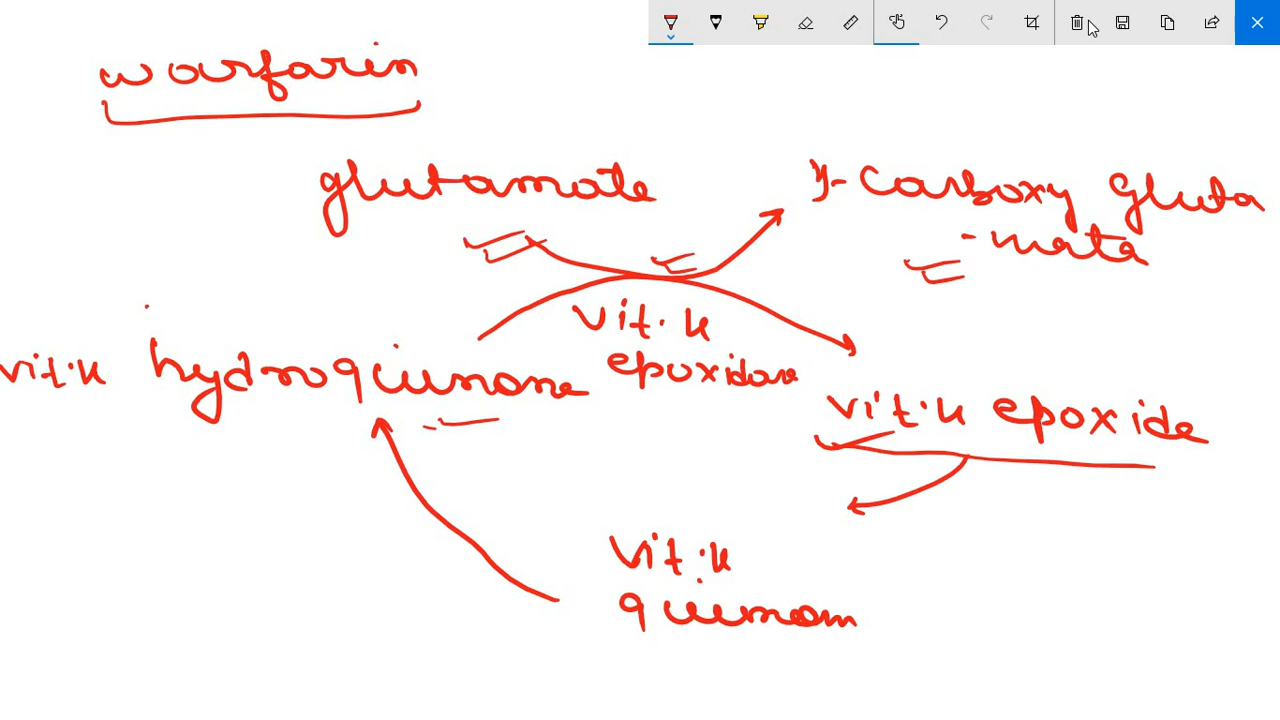 warfarin
glutamate
γ-Carboxy Gluta
-mate
vit.k hydroquinone
vit.k
epoxidase
vit.k epoxide
vit.k
quinone